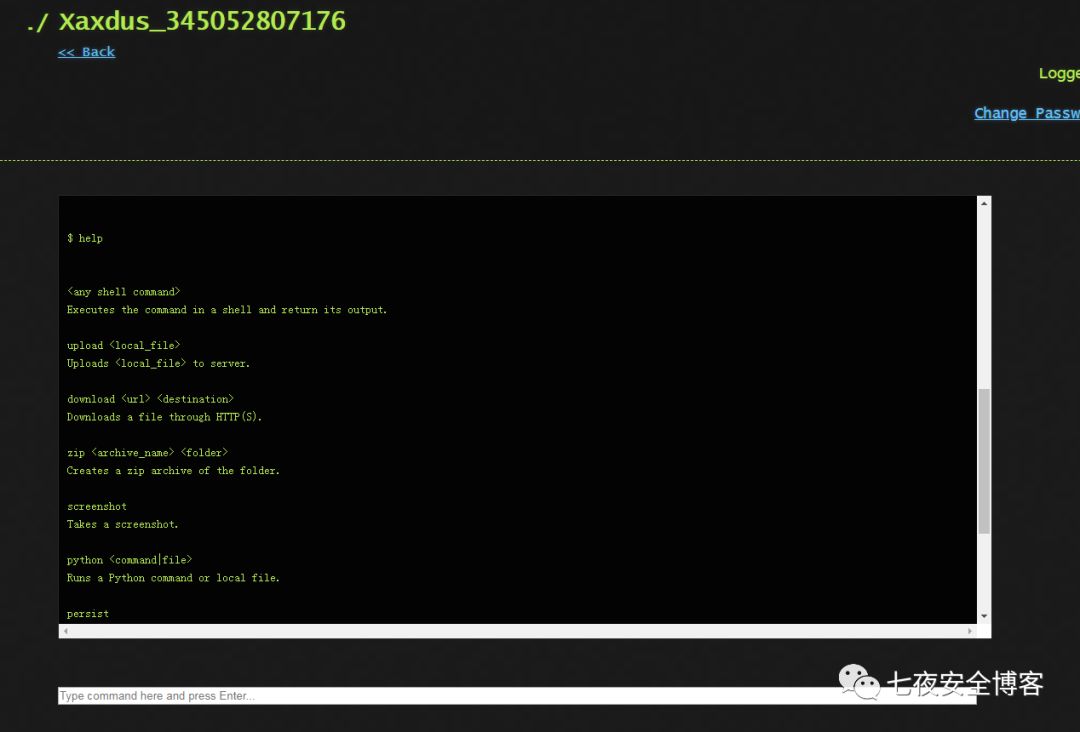 ./ Xaxdus_345052807176
<< Back
Logge
Change Passw
$ help
<any shell command>
Executes the command in a shell and return its output.
upload <local_file>
Uploads <local_file> to server.
download <url> <destination>
Downloads a file through HTTP(S).
zip <archive_name> <folder>
Creates a zip archive of the folder.
screenshot
Takes a screenshot.
python <command|file>
Runs a Python command or local file.
persist
Type command here and press Enter...
七夜安全博客